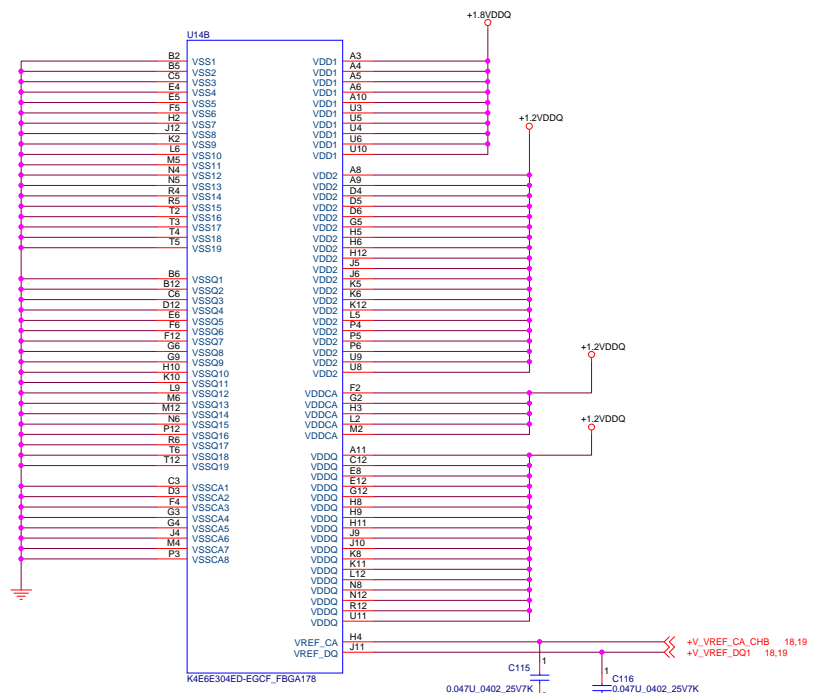 +1.8VDDQ
U14B
B2 VSS1
B5 VSS2
C5 VSS3
E4 VSS4
E5 VSS5
F5 VSS6
H2 VSS7
J12 VSS8
K2 VSS9
L6 VSS10
M5 VSS11
N4 VSS12
N5 VSS13
R4 VSS14
R5 VSS15
T2 VSS16
T3 VSS17
T4 VSS18
T5 VSS19
B6 VSSQ1
B12 VSSQ2
C6 VSSQ3
D12 VSSQ4
E6 VSSQ5
F6 VSSQ6
F12 VSSQ7
G6 VSSQ8
G9 VSSQ9
H10 VSSQ10
K10 VSSQ11
L9 VSSQ12
M6 VSSQ13
M12 VSSQ14
N6 VSSQ15
P12 VSSQ16
R6 VSSQ17
T6 VSSQ18
T12 VSSQ19
C3 VSSCA1
D3 VSSCA2
F4 VSSCA3
G3 VSSCA4
G4 VSSCA5
J4 VSSCA6
M4 VSSCA7
P3 VSSCA8
VDD1 A3
VDD1 A4
VDD1 A5
VDD1 A6
VDD1 A10
VDD1 U3
VDD1 U5
VDD1 U4
VDD1 U6
VDD1 U10
+1.2VDDQ
VDD2 A8
VDD2 A9
VDD2 D4
VDD2 D5
VDD2 D6
VDD2 G5
VDD2 H5
VDD2 H6
VDD2 H12
VDD2 J5
VDD2 J6
VDD2 K5
VDD2 K6
VDD2 K12
VDD2 L5
VDD2 P4
VDD2 P5
VDD2 P6
VDD2 U9
VDD2 U8
+1.2VDDQ
VDDCA F2
VDDCA G2
VDDCA H3
VDDCA L2
VDDCA M2
+1.2VDDQ
VDDQ A11
VDDQ C12
VDDQ E8
VDDQ E12
VDDQ G12
VDDQ H8
VDDQ H9
VDDQ H11
VDDQ J9
VDDQ J10
VDDQ K8
VDDQ K11
VDDQ L12
VDDQ N8
VDDQ N12
VDDQ R12
VDDQ U11
VREF_CA H4 +V_VREF_CA_CHB 18,19
VREF_DQ J11 +V_VREF_DQ1 18,19
K4E6E304ED-EGCF_FBGA178
C115 1
0.047U_0402_25V7K
1 C116
0.047U_0402_25V7K